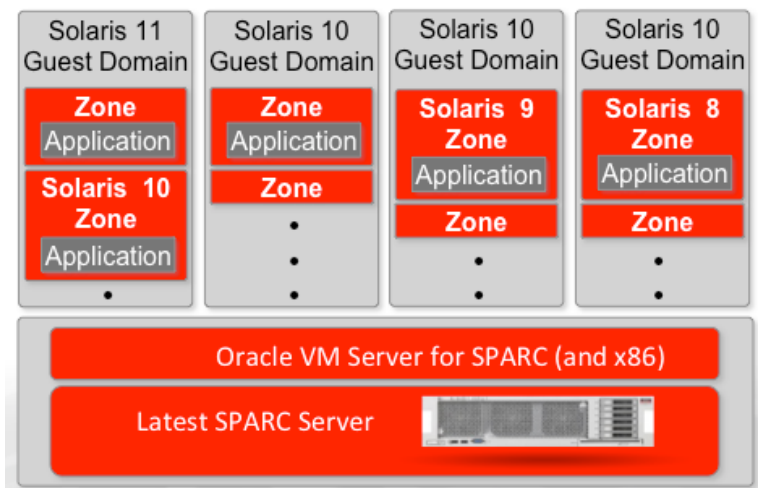 Solaris 11
Guest Domain
Zone
Application
Solaris 10
Zone
Application
Solaris 10
Guest Domain
Zone
Application
Zone
Solaris 10
Guest Domain
Solaris 9
Zone
Application
Zone
Solaris 10
Guest Domain
Solaris 8
Zone
Application
Zone
Oracle VM Server for SPARC (and x86)
Latest SPARC Server